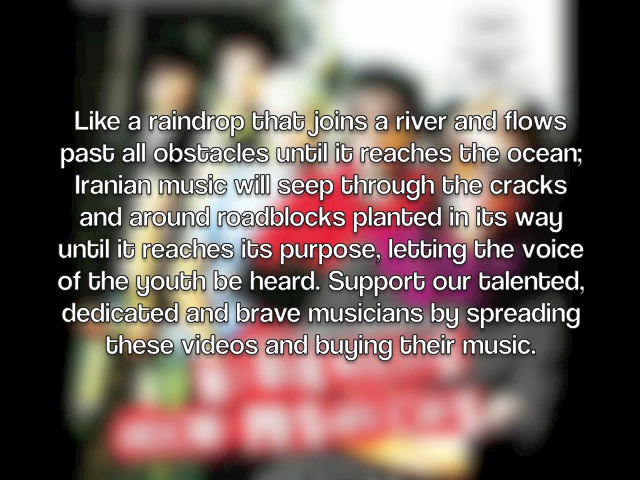 Like a raindrop that joins a river and flows
past all obstacles until it reaches the ocean;
Iranian music will seep through the cracks
and around roadblocks planted in its way
until it reaches its purpose, letting the voice
of the youth be heard. Support our talented,
dedicated and brave musicians by spreading
these videos and buying their music.